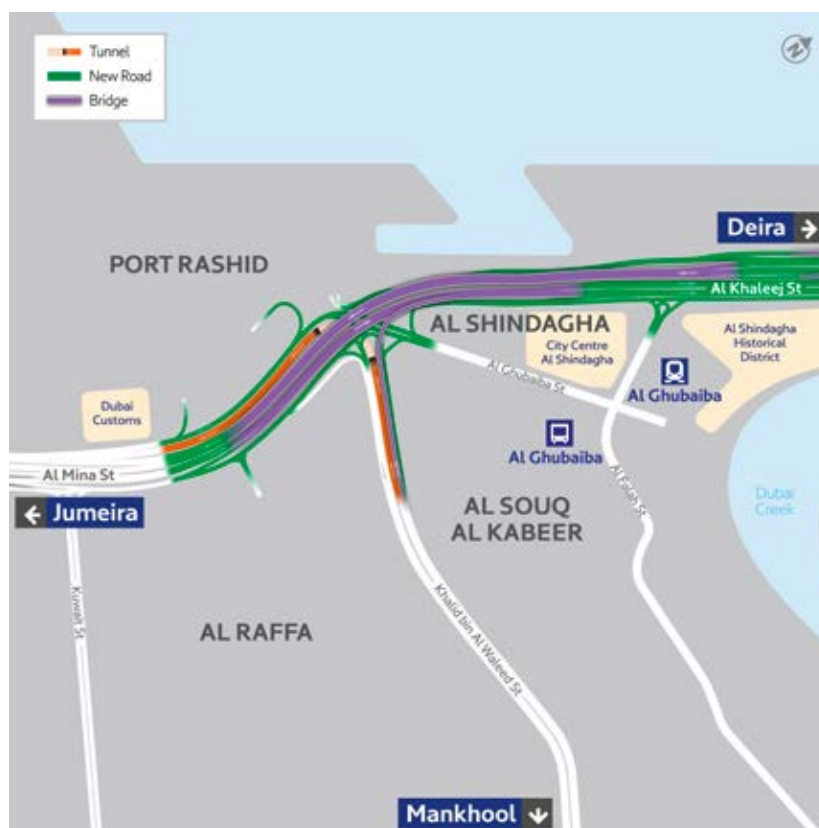 Tunnel
New Road
Bridge
N
Deira
PORT RASHID
Al Khaleej St
AL SHINDAGHA
City Centre
Al Shindagha
Al Shindagha
Historical
District
Al Ghubaiba St
Al Ghubaiba
Dubai
Customs
Al Ghubaiba
Al Mina St
Al Falah St
Dubai
Creek
Jumeira
AL SOUQ
AL KABEER
Kuwait St
AL RAFFA
Khalid bin Al Waleed St
Mankhool